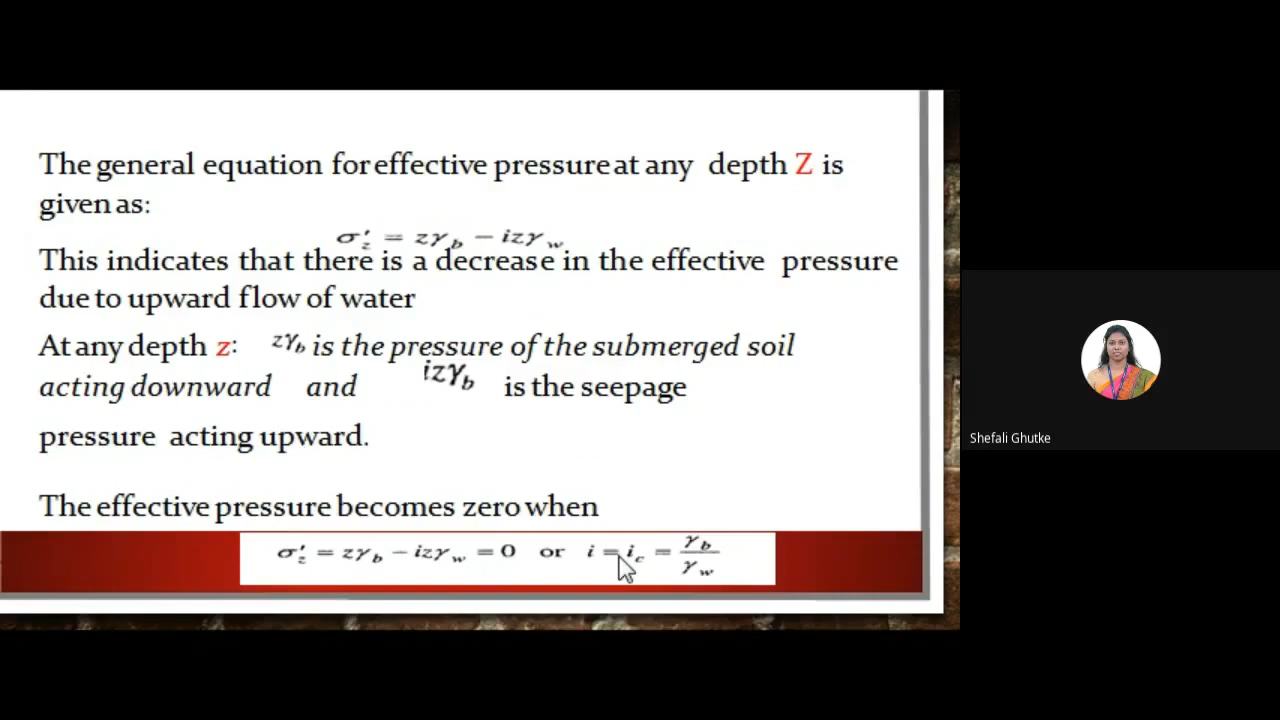 The general equation for effective pressure at any depth Z is
given as:
σ'z = zγb − izγw
This indicates that there is a decrease in the effective pressure
due to upward flow of water
At any depth z: zγb is the pressure of the submerged soil
acting downward and izγb is the seepage
pressure acting upward.
The effective pressure becomes zero when
σ'z = zγb − izγw = 0 or i = ic = γb/γw
Shefali Ghutke